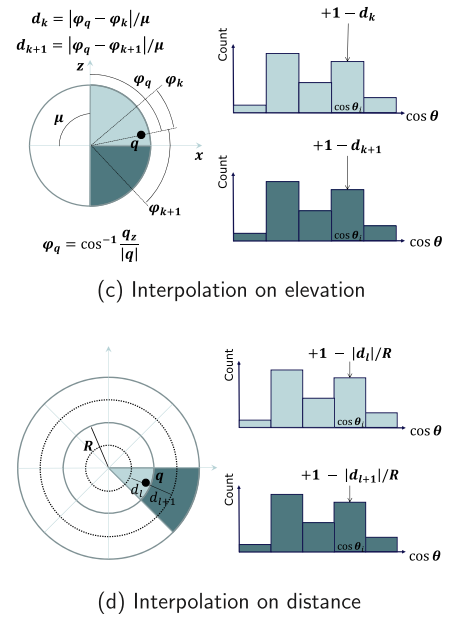 d_k = |φ_q − φ_k|/μ
d_{k+1} = |φ_q − φ_{k+1}|/μ
z
φ_q
φ_k
μ
q
x
φ_{k+1}
φ_q = cos⁻¹ q_z/|q|
+1 − d_k
Count
cos θ_i
cos θ
+1 − d_{k+1}
Count
cos θ_i
cos θ
(c) Interpolation on elevation
R
q
d_l
d_{l+1}
+1 − |d_l|/R
Count
cos θ_i
+1 − |d_{l+1}|/R
Count
cos θ_i
cos θ
(d) Interpolation on distance